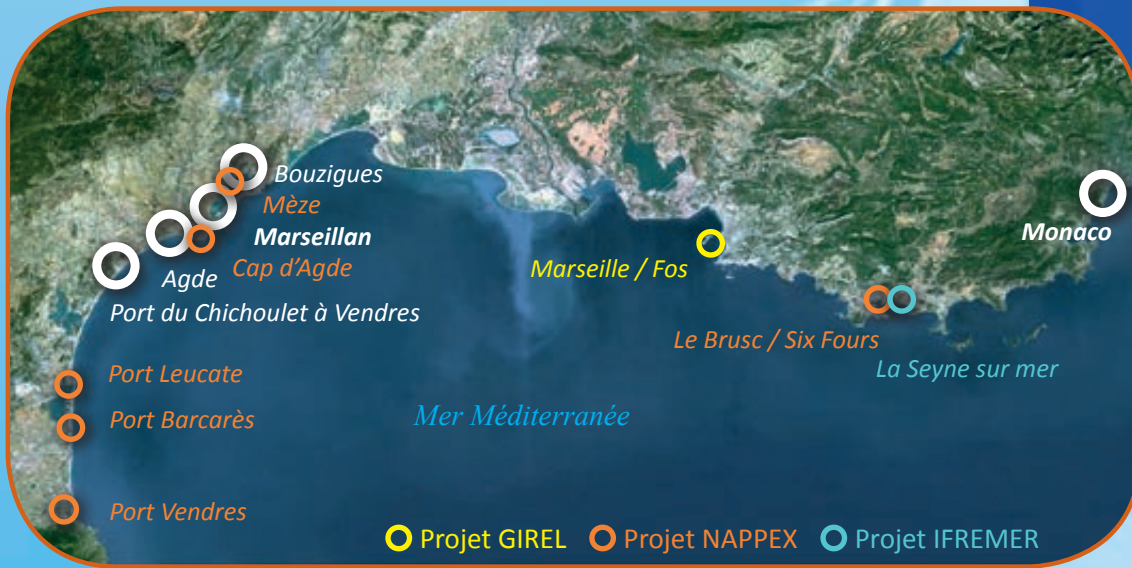 Bouzigues
Mèze
Marseillan
Cap d'Agde
Agde
Port du Chichoulet à Vendres
Port Leucate
Port Barcarès
Port Vendres
Mer Méditerranée
Marseille / Fos
Le Brusc / Six Fours
La Seyne sur mer
Monaco
Projet GIREL
Projet NAPPEX
Projet IFREMER